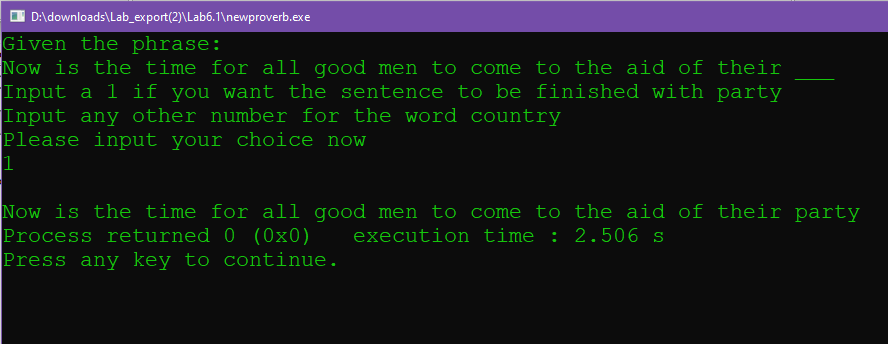 D:\downloads\Lab_export(2)\Lab6.1\newproverb.exe
Given the phrase:
Now is the time for all good men to come to the aid of their ___
Input a 1 if you want the sentence to be finished with party
Input any other number for the word country
Please input your choice now
1
Now is the time for all good men to come to the aid of their party
Process returned 0 (0x0)   execution time : 2.506 s
Press any key to continue.